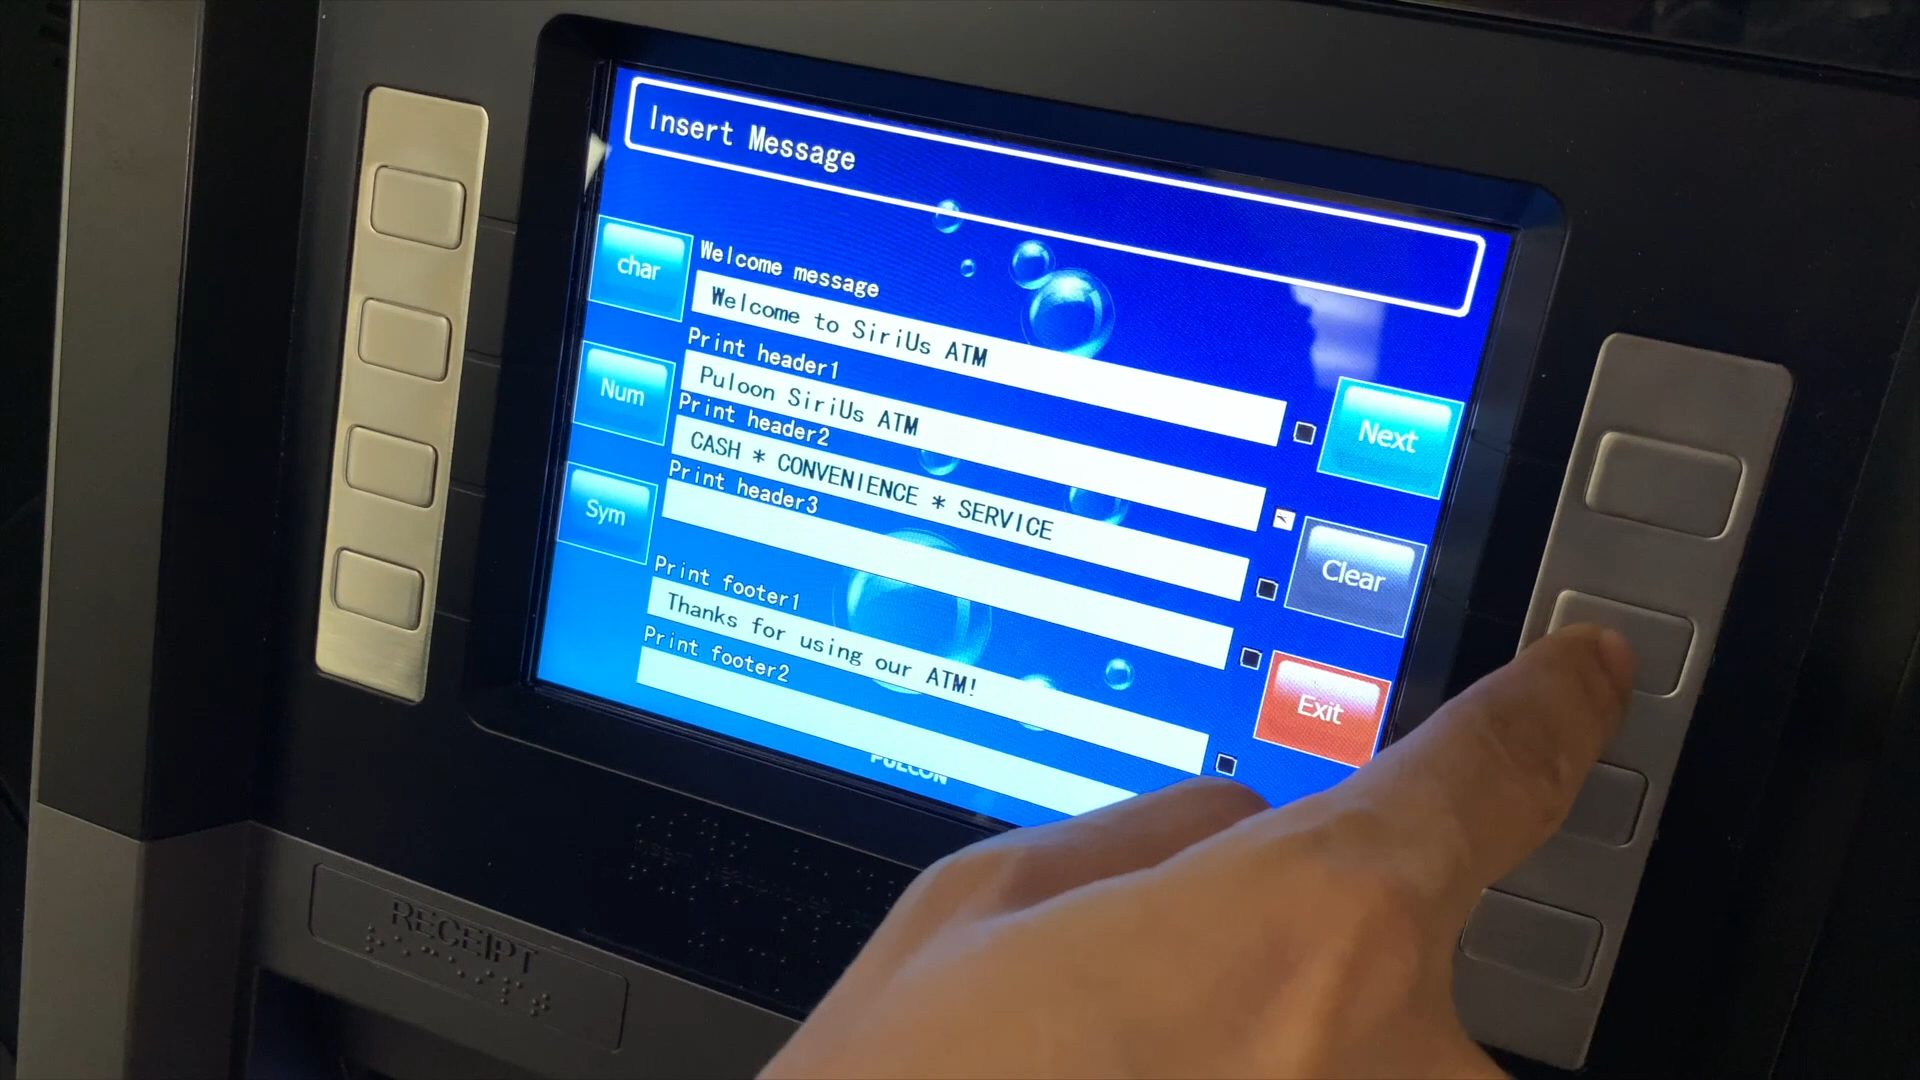 Insert Message
char
Welcome message
Welcome to SiriUs ATM
Print header1
Puloon SiriUs ATM
Next
Num
Print header2
CASH * CONVENIENCE * SERVICE
Print header3
Clear
Sym
Print footer1
Thanks for using our ATM!
Print footer2
Exit
PULOON
RECEIPT